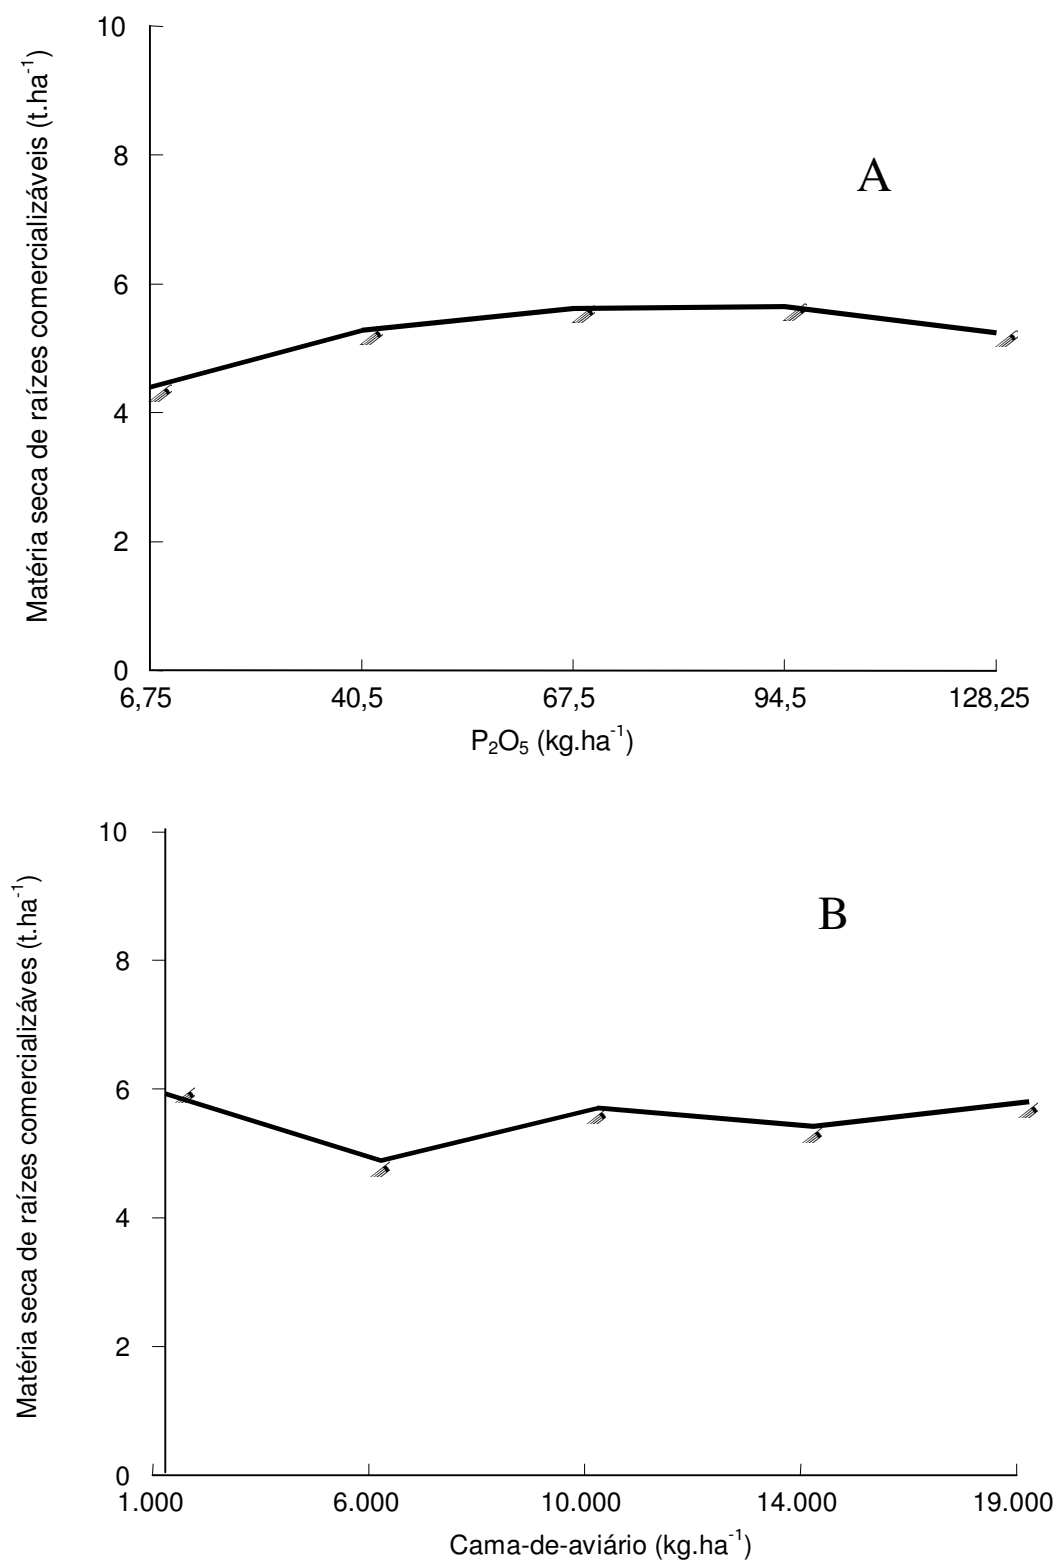 Matéria seca de raízes comercializáveis (t.ha⁻¹)
10
8
A
6
4
2
0
6,75 40,5 67,5 94,5 128,25
P₂O₅ (kg.ha⁻¹)
Matéria seca de raízes comercializáves (t.ha⁻¹)
10
8
B
6
4
2
0
1.000 6.000 10.000 14.000 19.000
Cama-de-aviário (kg.ha⁻¹)